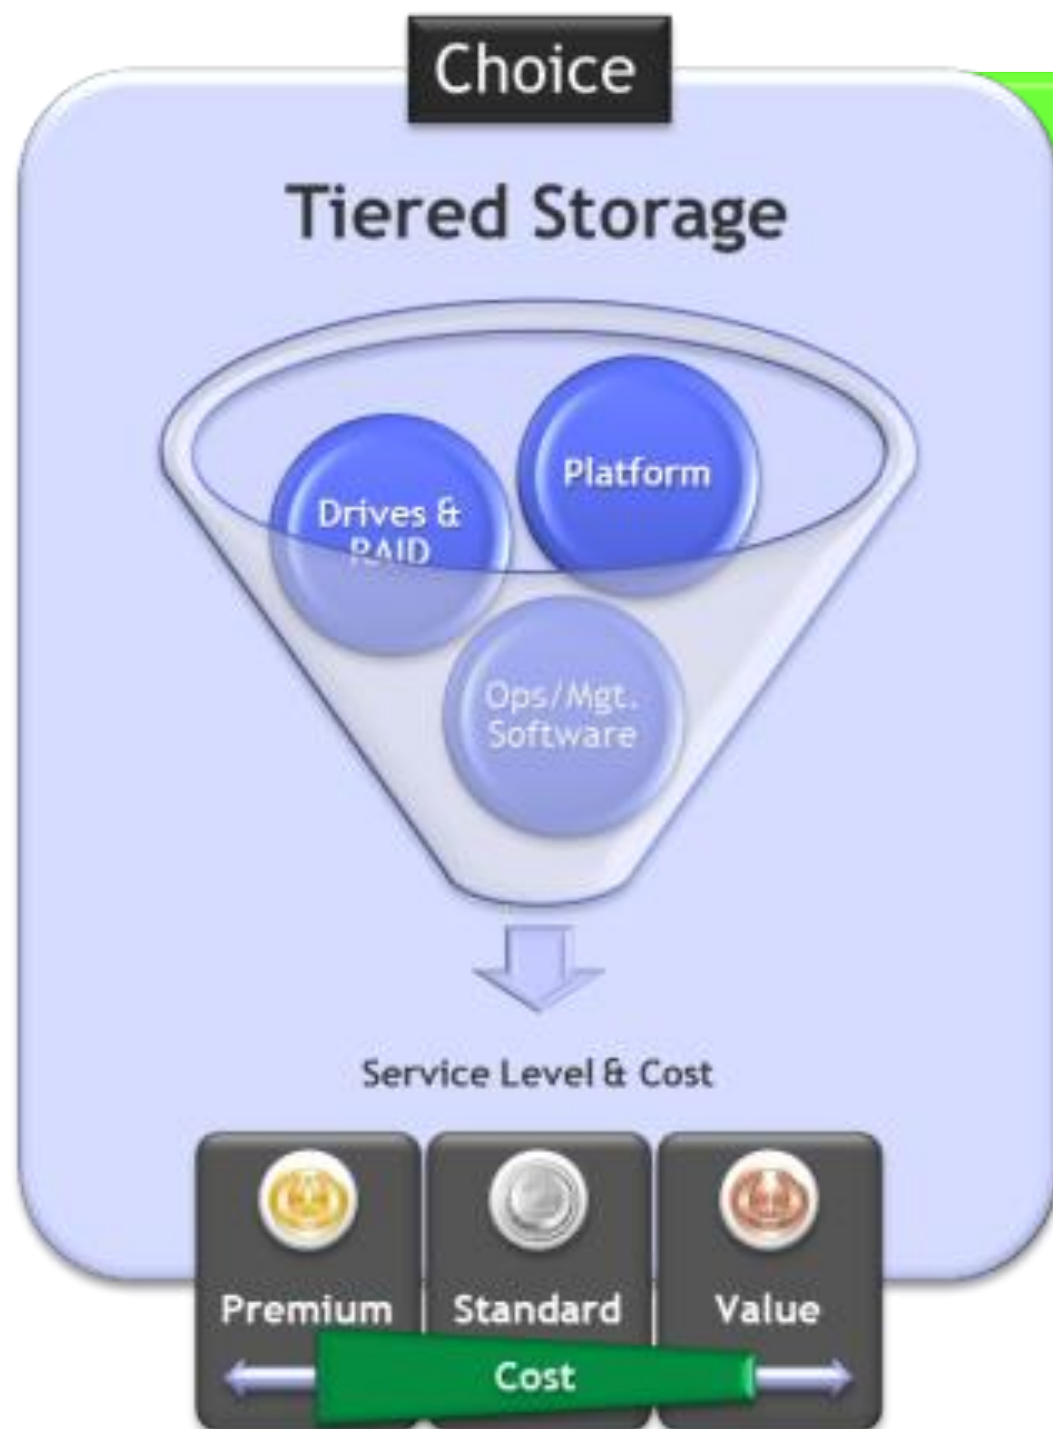 Choice
Tiered Storage
Platform
Drives &
RAID
Ops/Mgt.
Software
Service Level & Cost
Premium
Standard
Value
Cost